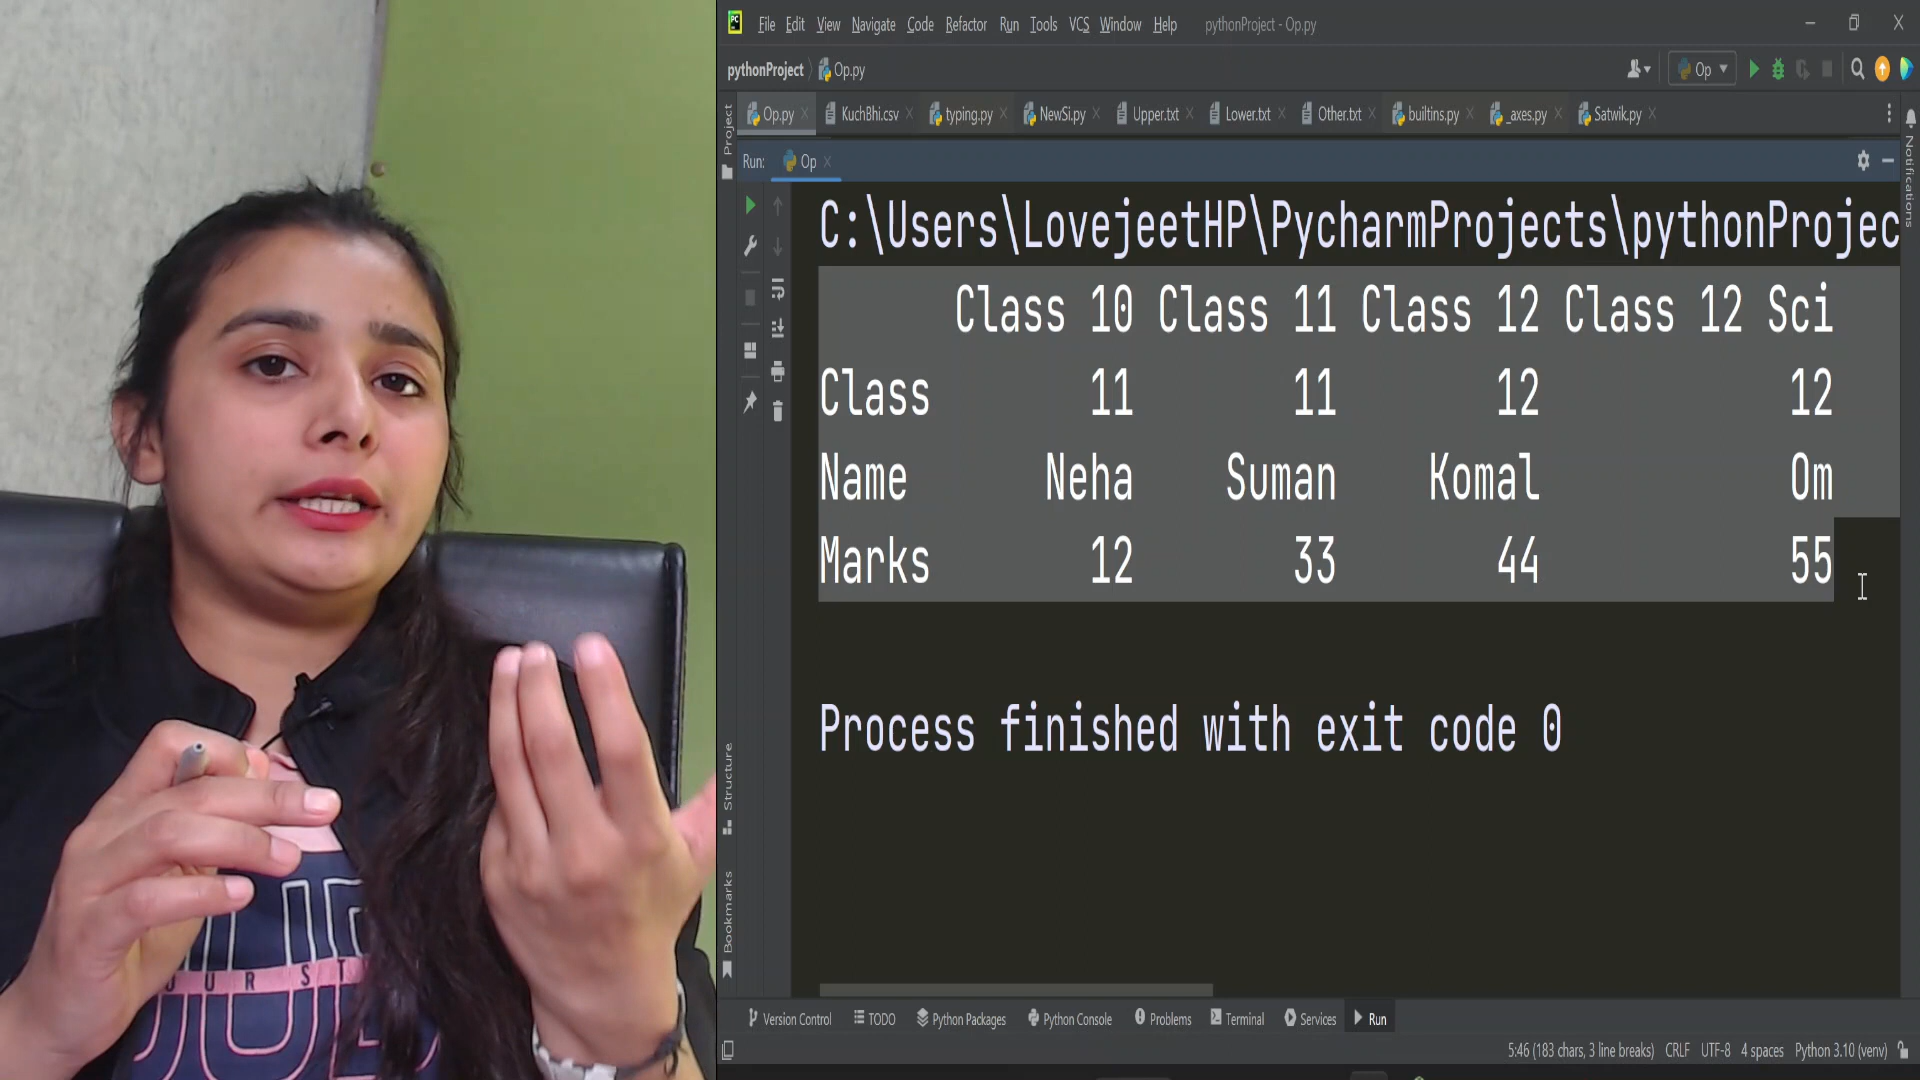 File Edit View Navigate Code Refactor Run Tools VCS Window Help pythonProject - Op.py
pythonProject Op.py Op
Op.py KuchBhi.csv typing.py NewSi.py Upper.txt Lower.txt Other.txt builtins.py _axes.py Satwik.py
Project
Notifications
Run: Op
C:\Users\LovejeetHP\PycharmProjects\pythonProjec
Class 10 Class 11 Class 12 Class 12 Sci
Class 11 11 12 12
Name Neha Suman Komal Om
Marks 12 33 44 55
Process finished with exit code 0
Structure
Bookmarks
Version Control TODO Python Packages Python Console Problems Terminal Services Run
5:46 (183 chars, 3 line breaks) CRLF UTF-8 4 spaces Python 3.10 (venv)